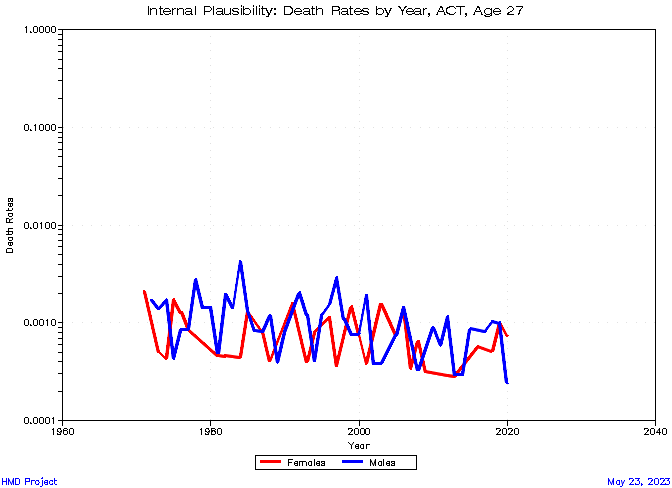 Internal Plausibility: Death Rates by Year, ACT, Age 27
1.0000
0.1000
0.0100
0.0010
0.0001
Death Rates
1960 1980 2000 2020 2040
Year
Females Males
HMD Project May 23, 2023